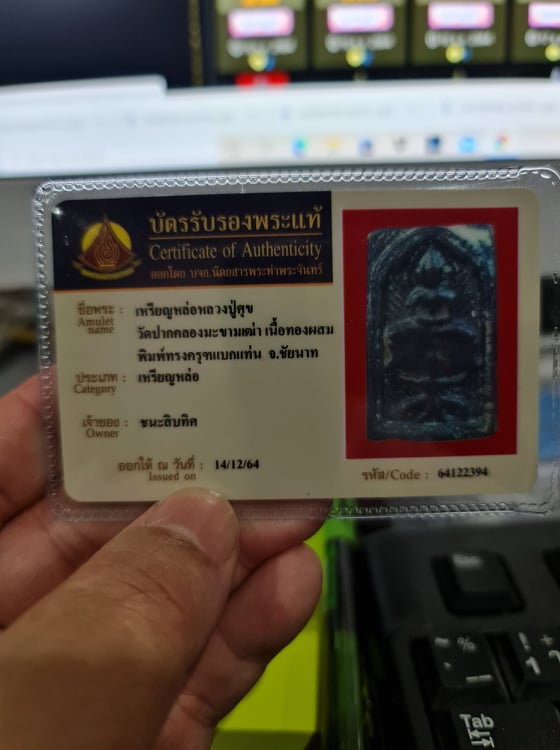 บัตรรับรองพระแท้
Certificate of Authenticity
ออกโดย บจก.นิตยสารพระท่าพระจันทร์
ชื่อพระ : เหรียญหล่อหลวงปู่ศุข
Amulet name
วัดปากคลองมะขามเฒ่า เนื้อทองผสม
พิมพ์ทรงครุฑแบกแท่น จ.ชัยนาท
ประเภท : เหรียญหล่อ
Category
เจ้าของ : ชนะสิบทิศ
Owner
ออกให้ ณ วันที่ : 14/12/64
Issued on
รหัส/Code : 64122394
Tab